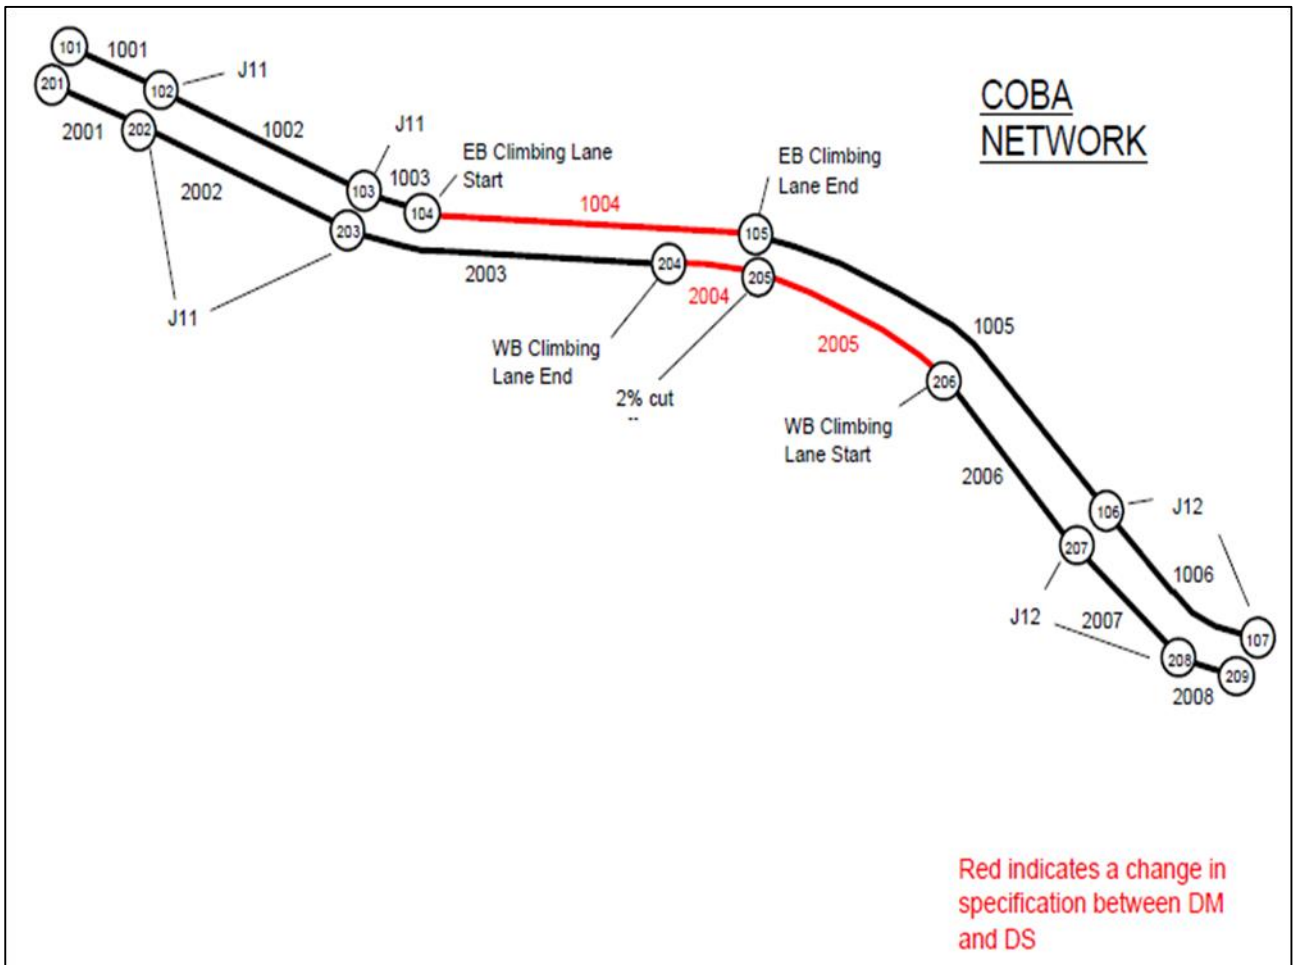 COBA
NETWORK
101
1001
J11
201
102
2001
202
1002
J11
EB Climbing Lane
Start
EB Climbing
Lane End
2002
103
1003
104
1004
203
105
2003
204
2004
205
J11
WB Climbing
Lane End
2005
1005
2% cut
206
WB Climbing
Lane Start
2006
106
J12
207
J12
2007
1006
107
208
209
2008
Red indicates a change in
specification between DM
and DS